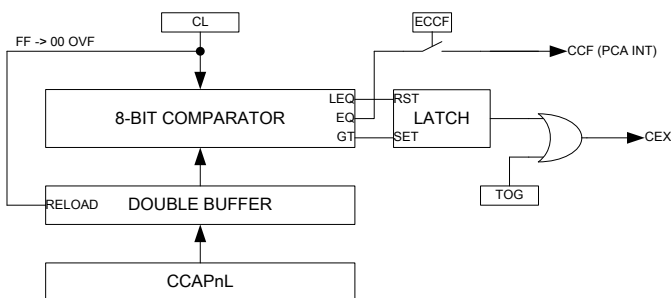 CL
ECCF
FF -> 00 OVF
CCF (PCA INT)
8-BIT COMPARATOR
LEQ
EQ
GT
RST
SET
LATCH
CEX
TOG
RELOAD
DOUBLE BUFFER
CCAPnL